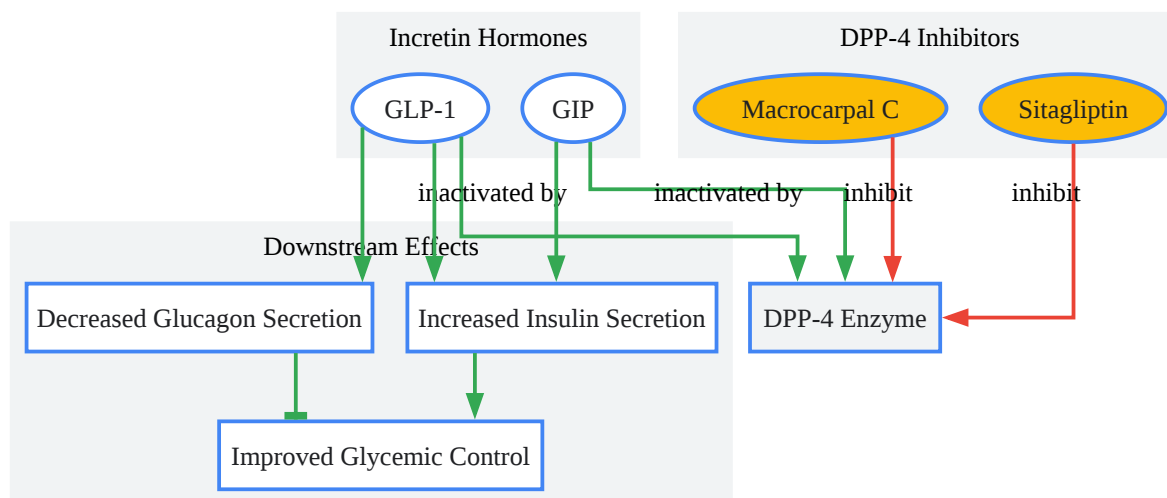 Incretin Hormones
DPP-4 Inhibitors
GLP-1
GIP
Macrocarpal C
Sitagliptin
inactivated by
inactivated by
inhibit
inhibit
Downstream Effects
Decreased Glucagon Secretion
Increased Insulin Secretion
DPP-4 Enzyme
Improved Glycemic Control